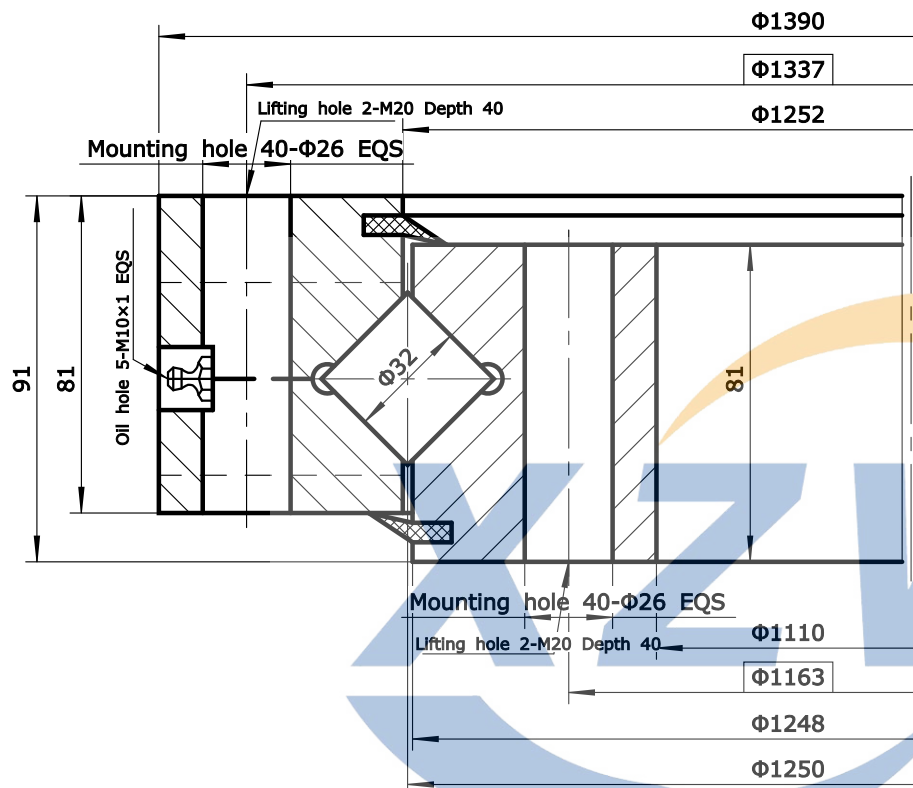 Φ1390
Φ1337
Lifting hole 2-M20 Depth 40
Φ1252
Mounting hole 40-Φ26 EQS
Oil hole 5-M10×1 EQS
91
81
Φ32
81
Mounting hole 40-Φ26 EQS
Lifting hole 2-M20 Depth 40
Φ1110
Φ1163
Φ1248
Φ1250